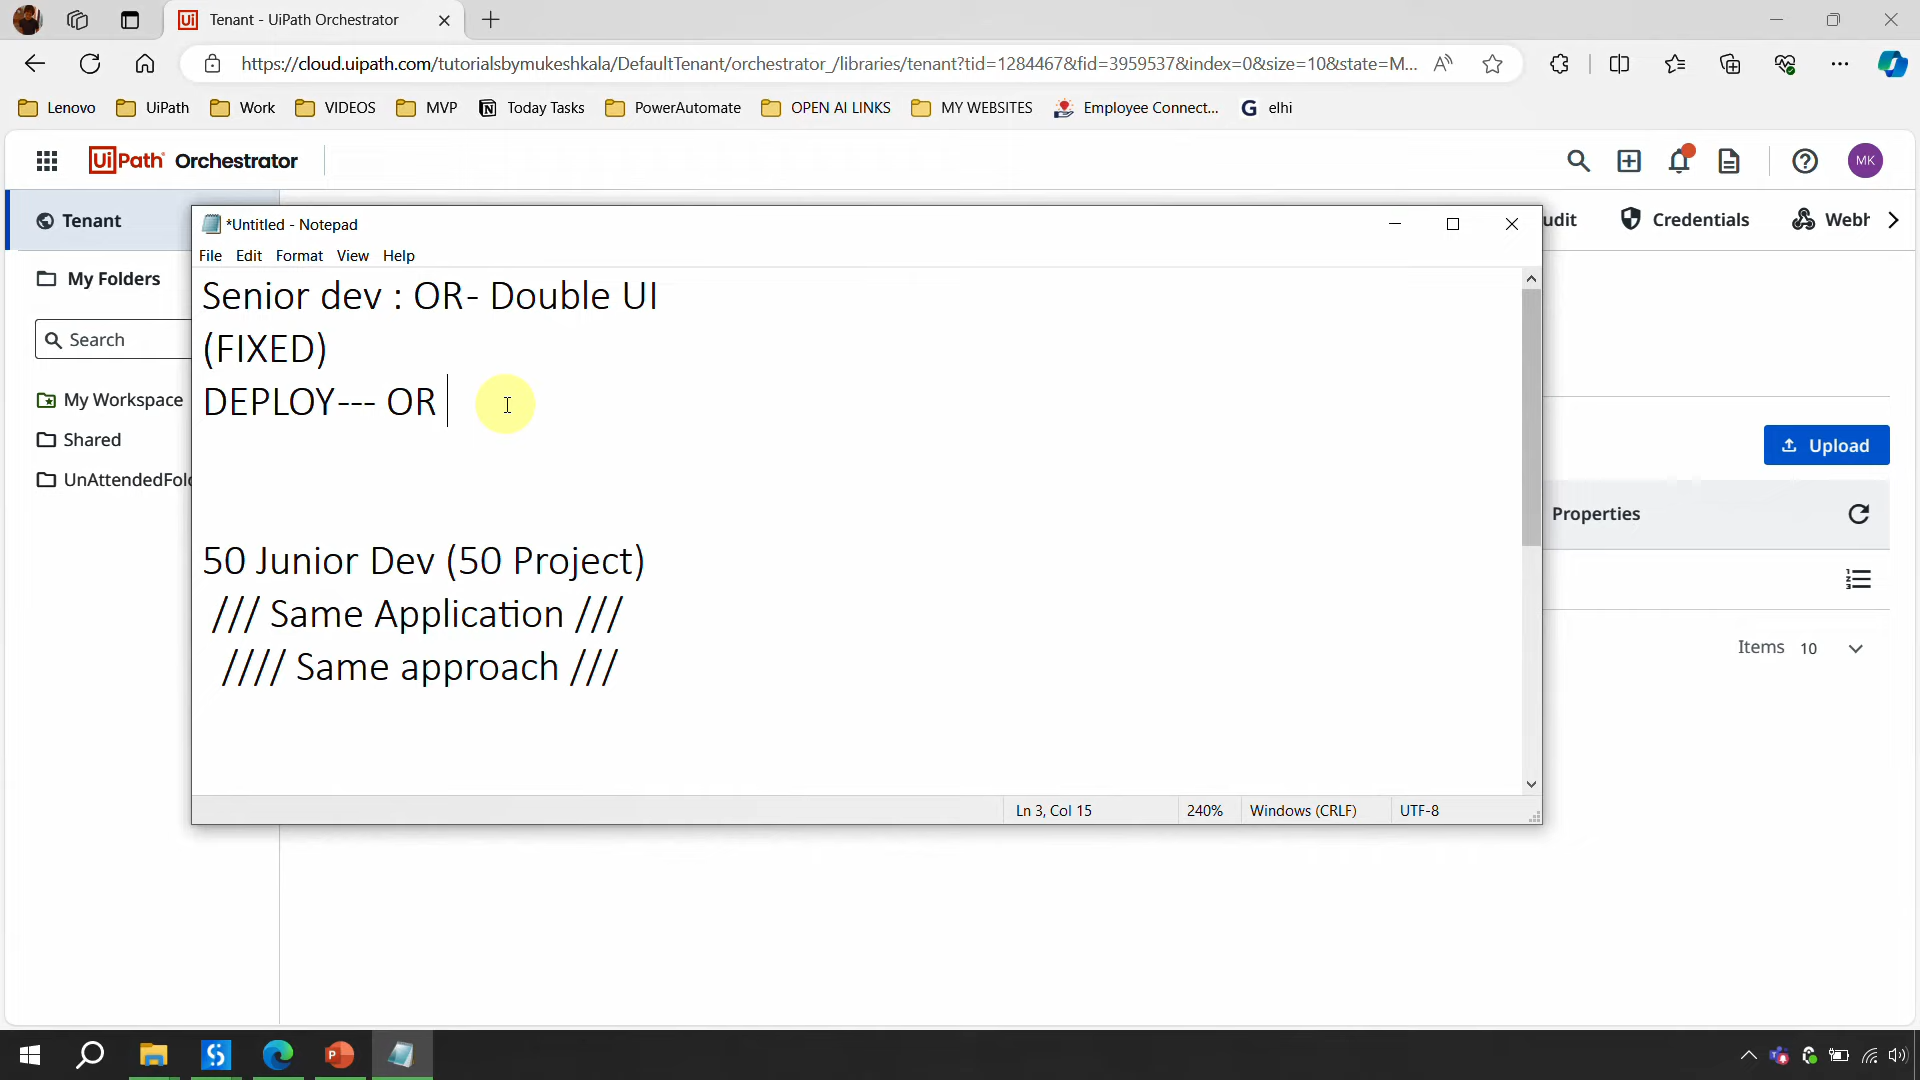 Tenant - UiPath Orchestrator
https://cloud.uipath.com/tutorialsbymukeshkala/DefaultTenant/orchestrator_/libraries/tenant?tid=1284467&fid=3959537&index=0&size=10&state=M...
Lenovo UiPath Work VIDEOS MVP Today Tasks PowerAutomate OPEN AI LINKS MY WEBSITES Employee Connect... elhi
UiPath Orchestrator MK
Tenant udit Credentials Webh
*Untitled - Notepad
File Edit Format View Help
My Folders
Search
My Workspace
Shared
UnAttendedFol
Senior dev : OR- Double UI
(FIXED)
DEPLOY--- OR
50 Junior Dev (50 Project)
/// Same Application ///
//// Same approach ///
Upload
Properties
Items 10
Ln 3, Col 15 240% Windows (CRLF) UTF-8